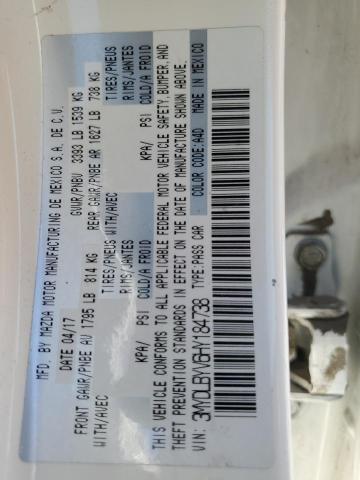 MFD. BY MAZDA MOTOR MANUFACTURING DE MEXICO S.A. DE C.V.
DATE 04/17 GVWR/PNBV 3393 LB 1539 KG
FRONT GAWR/PNBE AV 1795 LB 814 KG REAR GAWR/PNBE AR 1627 LB 738 KG
WITH/AVEC TIRES/PNEUS WITH/AVEC TIRES/PNEUS
RIMS/JANTES RIMS/JANTES
KPA/ PSI COLD/A FROID KPA/ PSI COLD/A FROID
THIS VEHICLE CONFORMS TO ALL APPLICABLE FEDERAL MOTOR VEHICLE SAFETY, BUMPER, AND
THEFT PREVENTION STANDARDS IN EFFECT ON THE DATE OF MANUFACTURE SHOWN ABOVE.
VIN: 3MYDLBYV6HY184738 TYPE:PASS CAR COLOR CODE:A4D MADE IN MEXICO